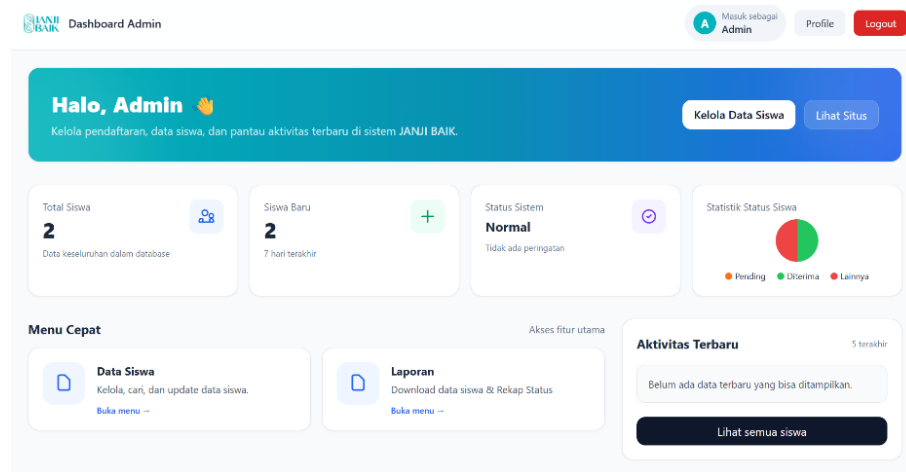 JANJI
BAIK
Dashboard Admin
A
Masuk sebagai
Admin
Profile
Logout
Halo, Admin 👋
Kelola pendaftaran, data siswa, dan pantau aktivitas terbaru di sistem JANJI BAIK.
Kelola Data Siswa
Lihat Situs
Total Siswa
2
Data keseluruhan dalam database
Siswa Baru
2
7 hari terakhir
Status Sistem
Normal
Tidak ada peringatan
Statistik Status Siswa
Pending
Diterima
Lainnya
Menu Cepat
Akses fitur utama
Data Siswa
Kelola, cari, dan update data siswa.
Buka menu →
Laporan
Download data siswa & Rekap Status
Buka menu →
Aktivitas Terbaru
5 terakhir
Belum ada data terbaru yang bisa ditampilkan.
Lihat semua siswa